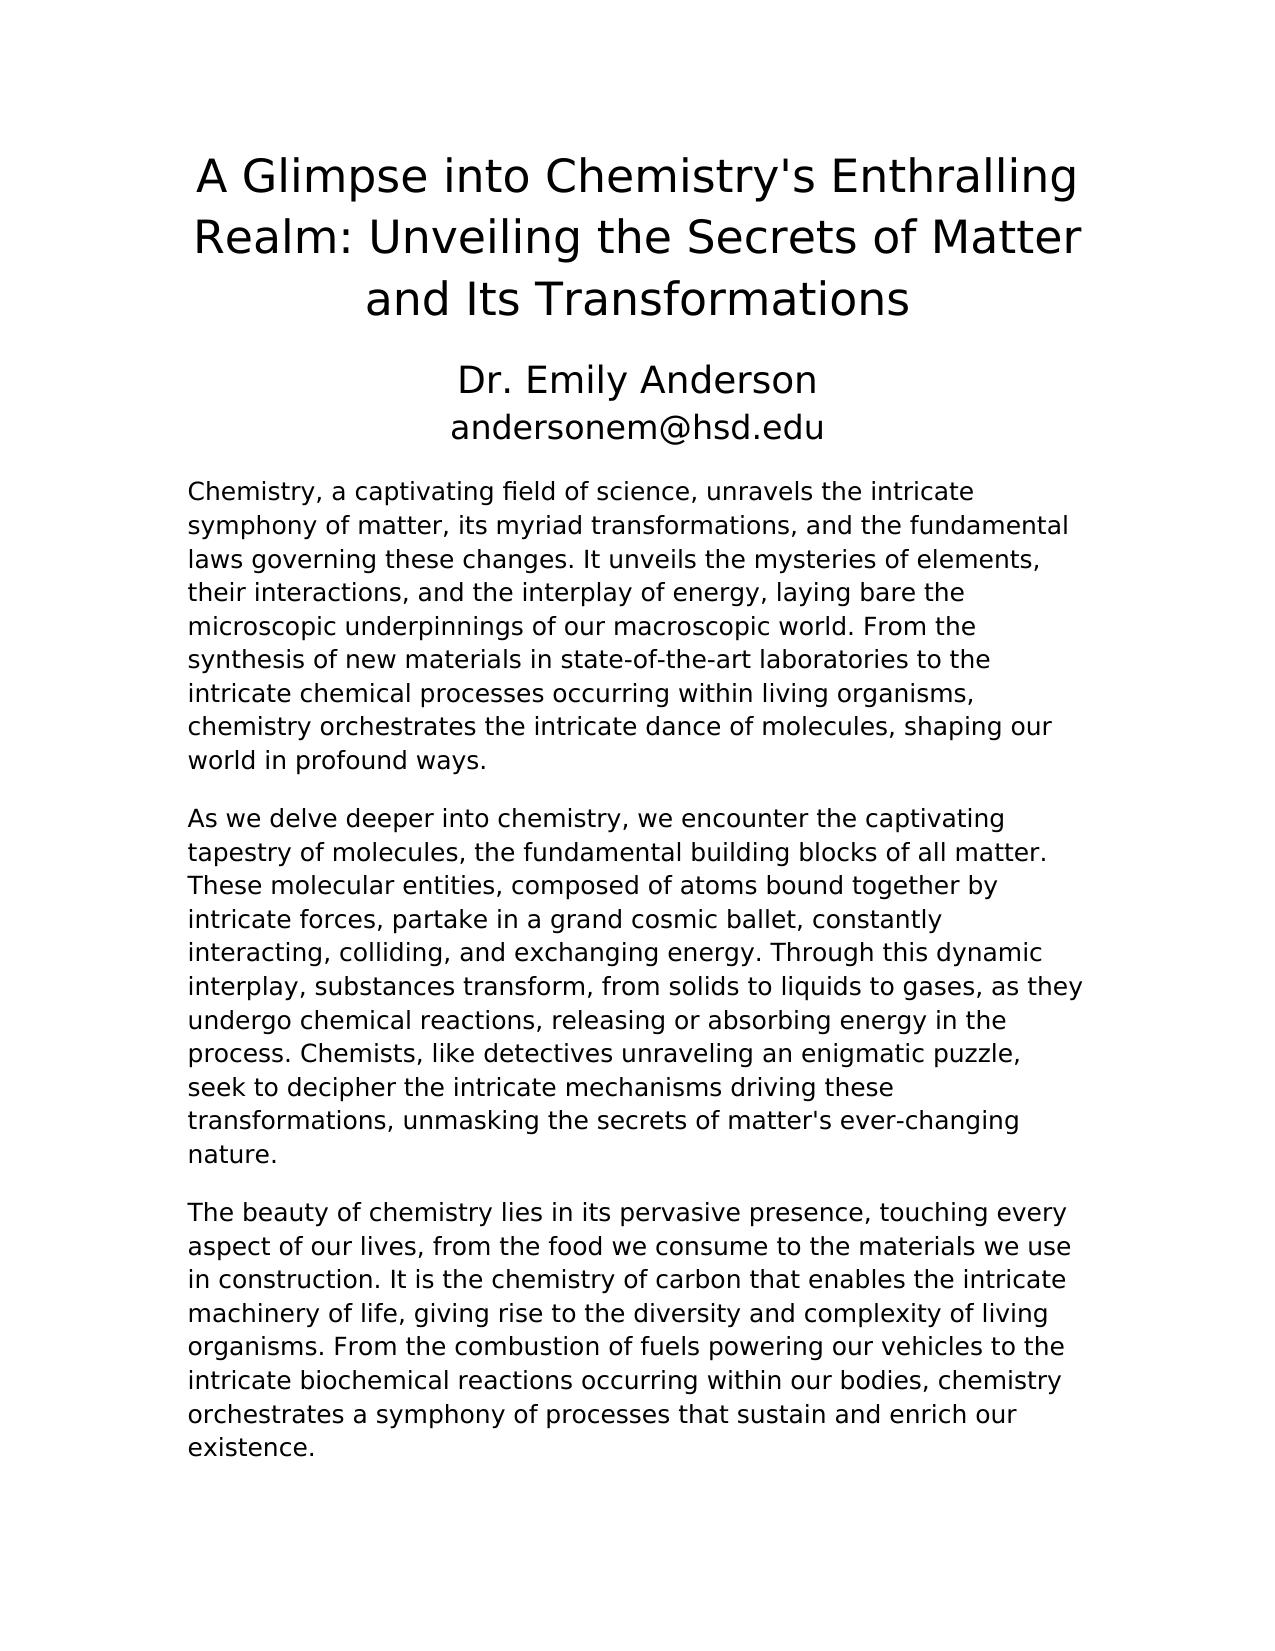 A Glimpse into Chemistry's Enthralling
Realm: Unveiling the Secrets of Matter
and Its Transformations
Dr. Emily Anderson
andersonem@hsd.edu
Chemistry, a captivating field of science, unravels the intricate
symphony of matter, its myriad transformations, and the fundamental
laws governing these changes. It unveils the mysteries of elements,
their interactions, and the interplay of energy, laying bare the
microscopic underpinnings of our macroscopic world. From the
synthesis of new materials in state-of-the-art laboratories to the
intricate chemical processes occurring within living organisms,
chemistry orchestrates the intricate dance of molecules, shaping our
world in profound ways.
As we delve deeper into chemistry, we encounter the captivating
tapestry of molecules, the fundamental building blocks of all matter.
These molecular entities, composed of atoms bound together by
intricate forces, partake in a grand cosmic ballet, constantly
interacting, colliding, and exchanging energy. Through this dynamic
interplay, substances transform, from solids to liquids to gases, as they
undergo chemical reactions, releasing or absorbing energy in the
process. Chemists, like detectives unraveling an enigmatic puzzle,
seek to decipher the intricate mechanisms driving these
transformations, unmasking the secrets of matter's ever-changing
nature.
The beauty of chemistry lies in its pervasive presence, touching every
aspect of our lives, from the food we consume to the materials we use
in construction. It is the chemistry of carbon that enables the intricate
machinery of life, giving rise to the diversity and complexity of living
organisms. From the combustion of fuels powering our vehicles to the
intricate biochemical reactions occurring within our bodies, chemistry
orchestrates a symphony of processes that sustain and enrich our
existence.